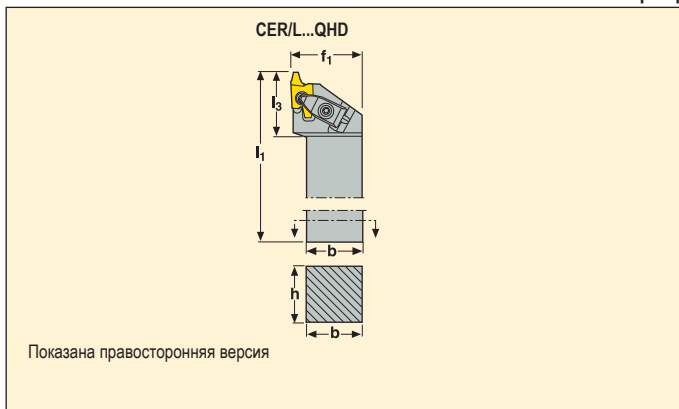 CER/L...QHD
f1
l3
l1
b
h
b
Показана правосторонняя версия